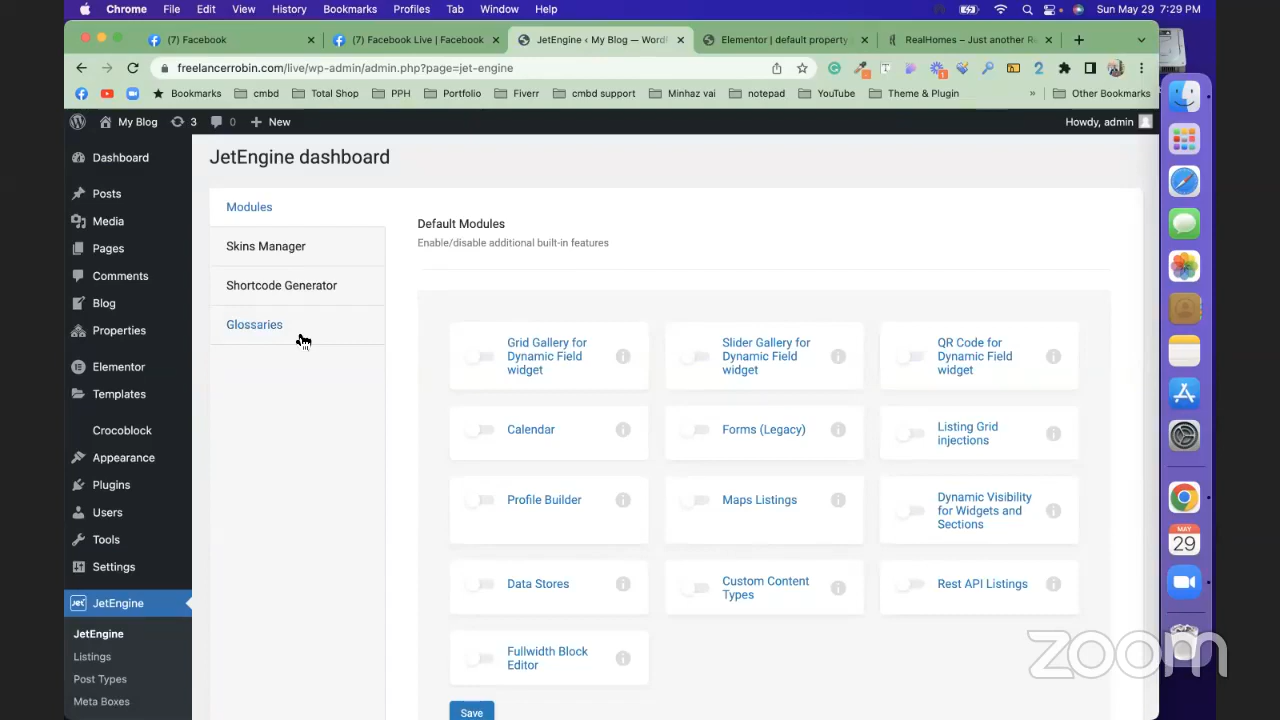 Chrome File Edit View History Bookmarks Profiles Tab Window Help Sun May 29 7:29 PM
(7) Facebook (7) Facebook Live | Facebook JetEngine ‹ My Blog — Word Elementor | default property RealHomes – Just another R
freelancerrobin.com/live/wp-admin/admin.php?page=jet-engine
Bookmarks cmbd Total Shop PPH Portfolio Fiverr cmbd support Minhaz vai notepad YouTube Theme & Plugin » Other Bookmarks
My Blog 3 0 New Howdy, admin
Dashboard
Posts
Media
Pages
Comments
Blog
Properties
Elementor
Templates
Crocoblock
Appearance
Plugins
Users
Tools
Settings
JetEngine
JetEngine
Listings
Post Types
Meta Boxes
JetEngine dashboard
Modules
Skins Manager
Shortcode Generator
Glossaries
Default Modules
Enable/disable additional built-in features
Grid Gallery for
Dynamic Field
widget
Slider Gallery for
Dynamic Field
widget
QR Code for
Dynamic Field
widget
Calendar
Forms (Legacy)
Listing Grid
injections
Profile Builder
Maps Listings
Dynamic Visibility
for Widgets and
Sections
Data Stores
Custom Content
Types
Rest API Listings
Fullwidth Block
Editor
Save
MAY
29
zoom